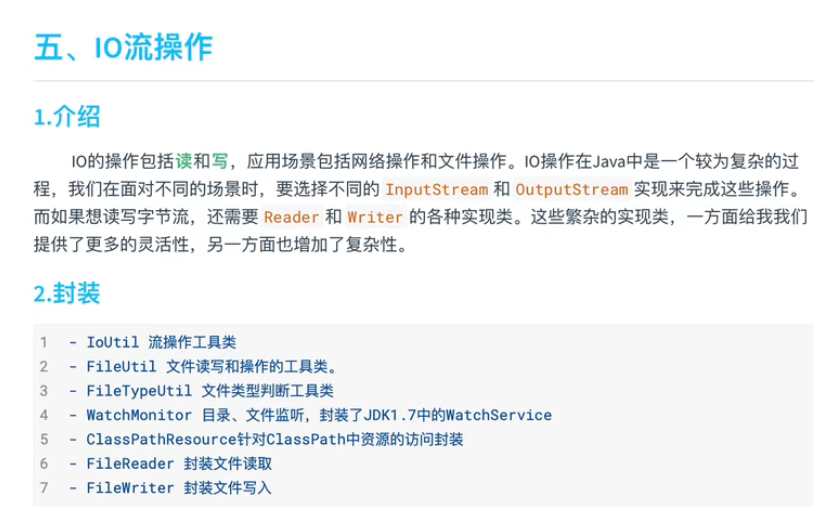 五、IO流操作
1.介绍
IO的操作包括读和写，应用场景包括网络操作和文件操作。IO操作在Java中是一个较为复杂的过
程，我们在面对不同的场景时，要选择不同的 InputStream 和 OutputStream 实现来完成这些操作。
而如果想读写字节流，还需要 Reader 和 Writer 的各种实现类。这些繁杂的实现类，一方面给我我们
提供了更多的灵活性，另一方面也增加了复杂性。
2.封装
1 - IoUtil 流操作工具类
2 - FileUtil 文件读写和操作的工具类。
3 - FileTypeUtil 文件类型判断工具类
4 - WatchMonitor 目录、文件监听，封装了JDK1.7中的WatchService
5 - ClassPathResource针对ClassPath中资源的访问封装
6 - FileReader 封装文件读取
7 - FileWriter 封装文件写入